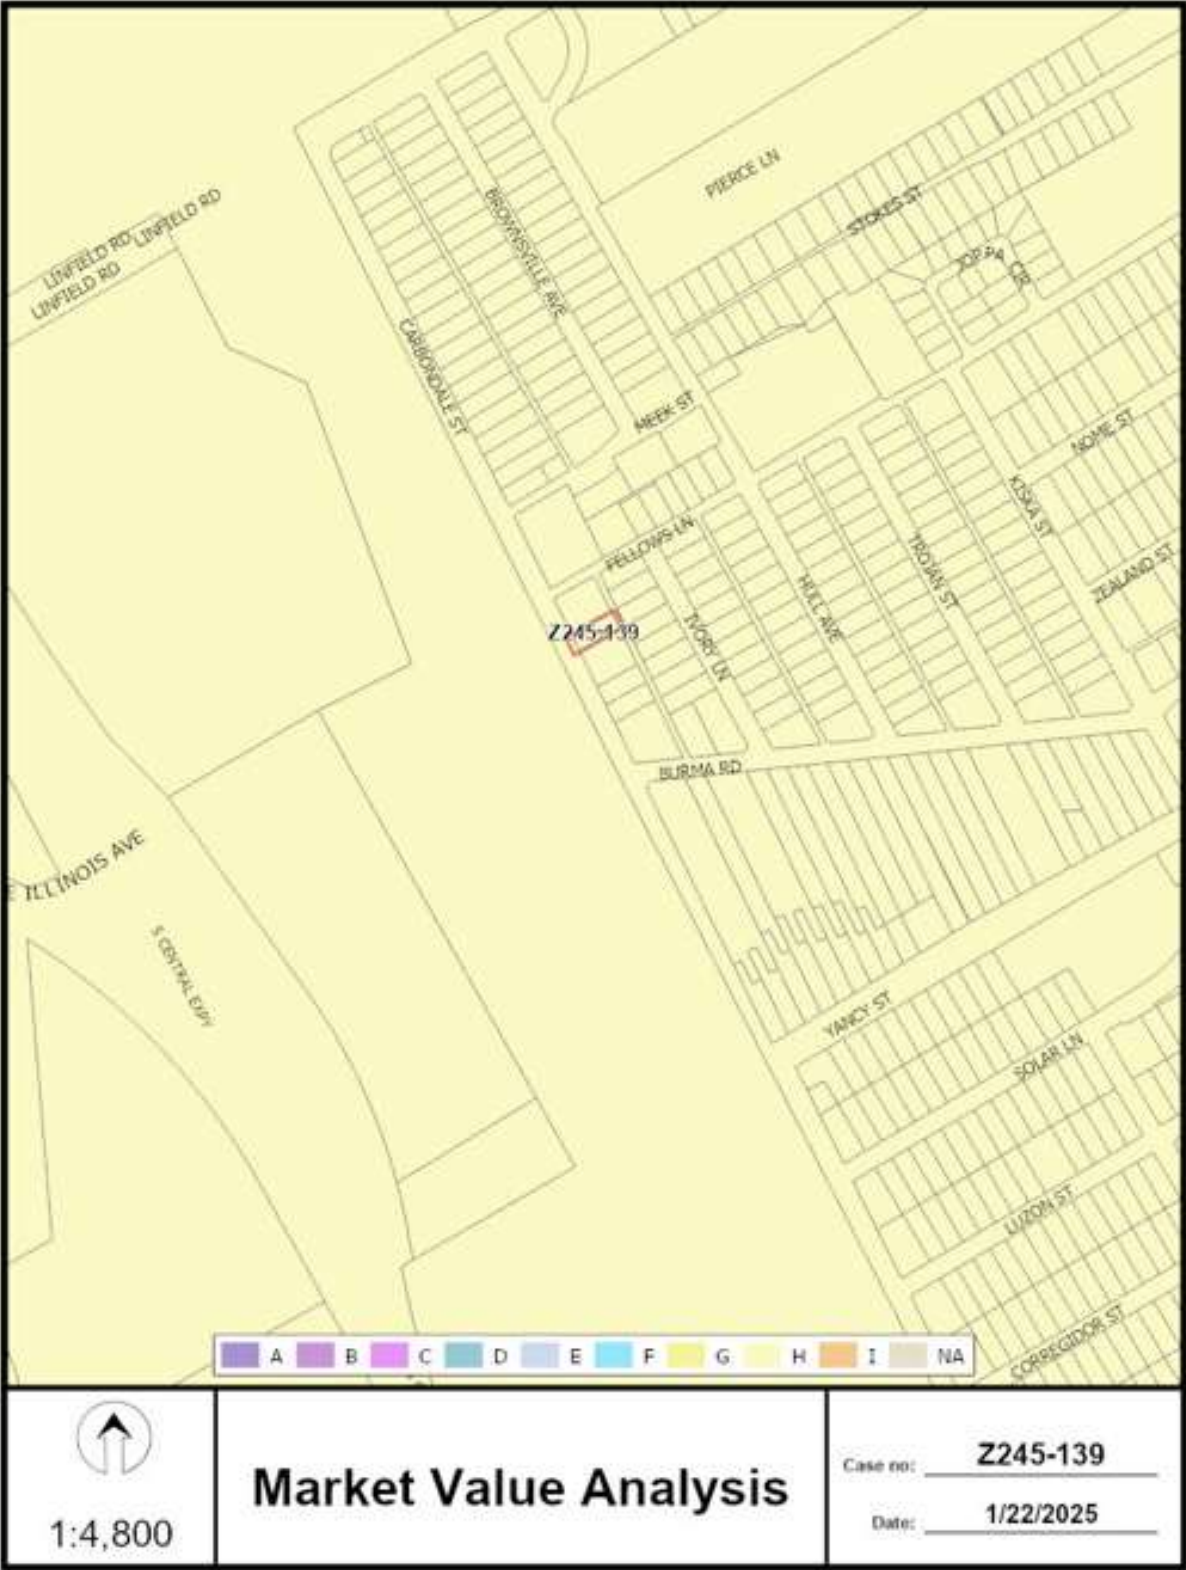 PIERCE LN
STOKES ST
LINFIELD RD
LINFIELD RD
LINFIELD RD
BROWNSVILLE AVE
JOPPA CIR
CARBONDALE ST
MEEK ST
NOME ST
KISKA ST
FELLOWS LN
TROJAN ST
ZEALAND ST
HULL AVE
IVORY LN
Z245-139
BURMA RD
E ILLINOIS AVE
S CENTRAL EXPY
YANCY ST
SOLAR LN
LUZON ST
CORREGIDOR ST
A B C D E F G H I NA
1:4,800
Market Value Analysis
Case no: Z245-139
Date: 1/22/2025